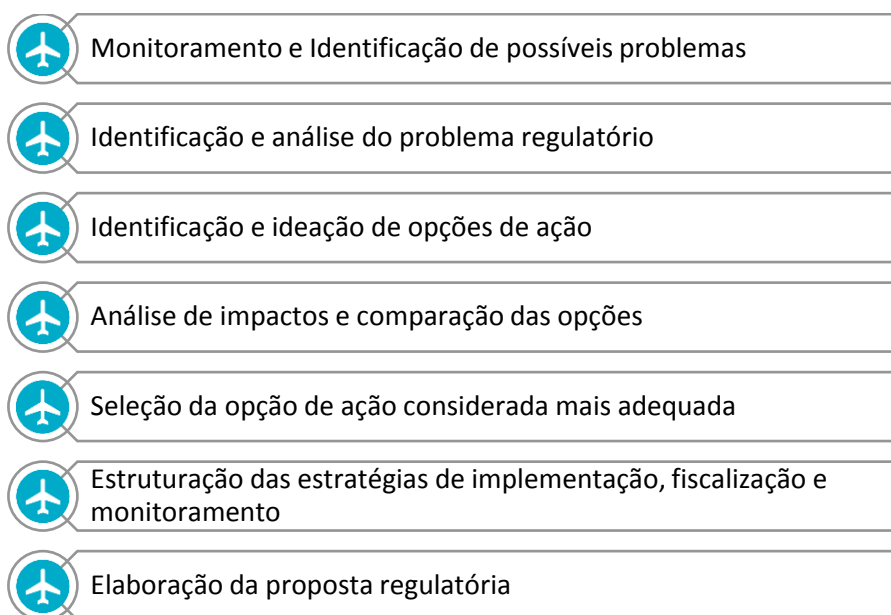 Monitoramento e Identificação de possíveis problemas
Identificação e análise do problema regulatório
Identificação e ideação de opções de ação
Análise de impactos e comparação das opções
Seleção da opção de ação considerada mais adequada
Estruturação das estratégias de implementação, fiscalização e
monitoramento
Elaboração da proposta regulatória